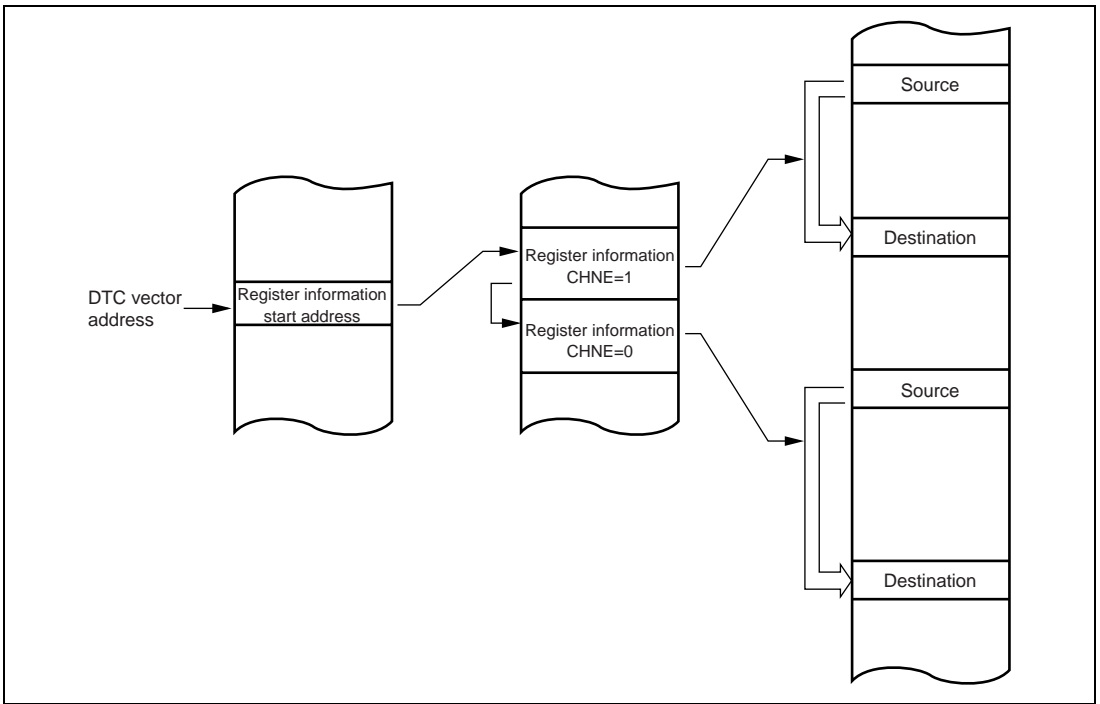 DTC vector
address
Register information
start address
Register information
CHNE=1
Register information
CHNE=0
Source
Destination
Source
Destination